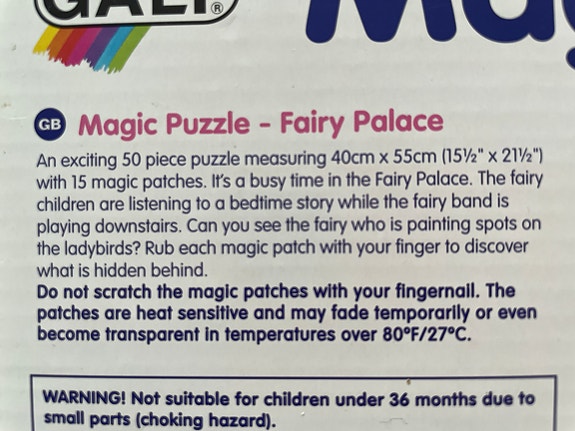 GALT®
Ma
GB Magic Puzzle - Fairy Palace
An exciting 50 piece puzzle measuring 40cm x 55cm (15½" x 21½")
with 15 magic patches. It's a busy time in the Fairy Palace. The fairy
children are listening to a bedtime story while the fairy band is
playing downstairs. Can you see the fairy who is painting spots on
the ladybirds? Rub each magic patch with your finger to discover
what is hidden behind.
Do not scratch the magic patches with your fingernail. The
patches are heat sensitive and may fade temporarily or even
become transparent in temperatures over 80ºF/27ºC.
WARNING! Not suitable for children under 36 months due to
small parts (choking hazard).